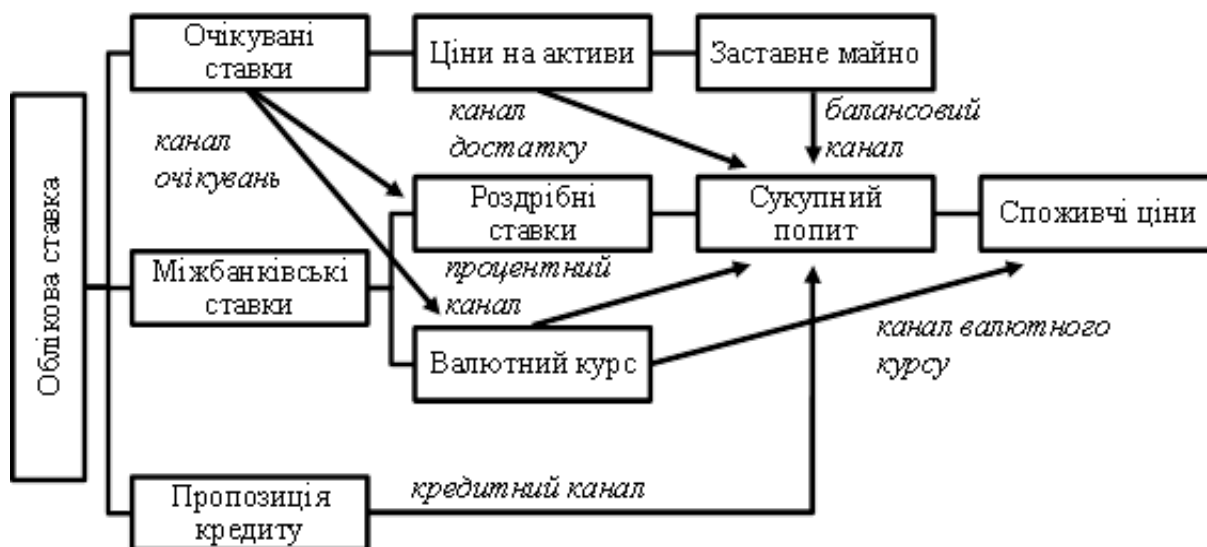 Облікова ставка
Очікувані
ставки
Ціни на активи
Заставне майно
канал
очікувань
канал
достатку
балансовий
канал
Роздрібні
ставки
Сукупний
попит
Споживчі ціни
Міжбанківські
ставки
процентний
канал
Валютний курс
канал валютного
курсу
Пропозиція
кредиту
кредитний канал